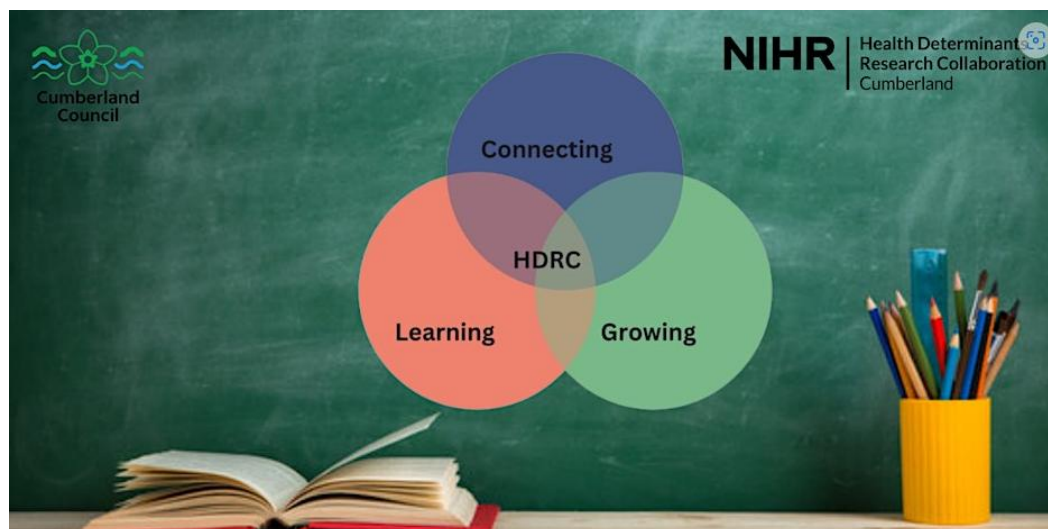 Cumberland
Council
NIHR
Health Determinants
Research Collaboration
Cumberland
Connecting
HDRC
Learning
Growing